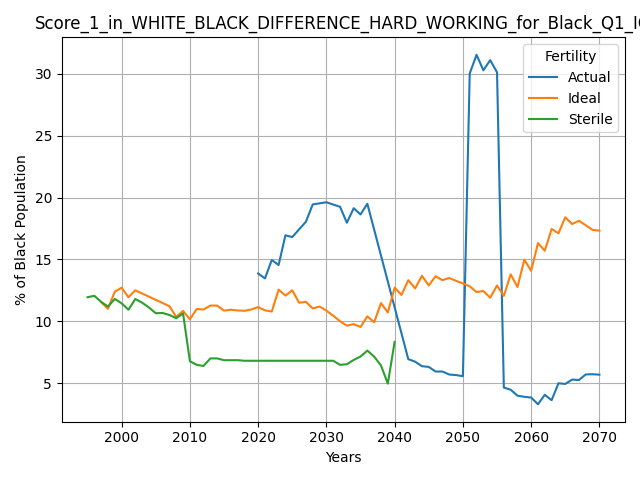 Score_1_in_WHITE_BLACK_DIFFERENCE_HARD_WORKING_for_Black_Q1_I
Fertility
Actual
Ideal
Sterile
% of Black Population
30
25
20
15
10
5
2000 2010 2020 2030 2040 2050 2060 2070
Years